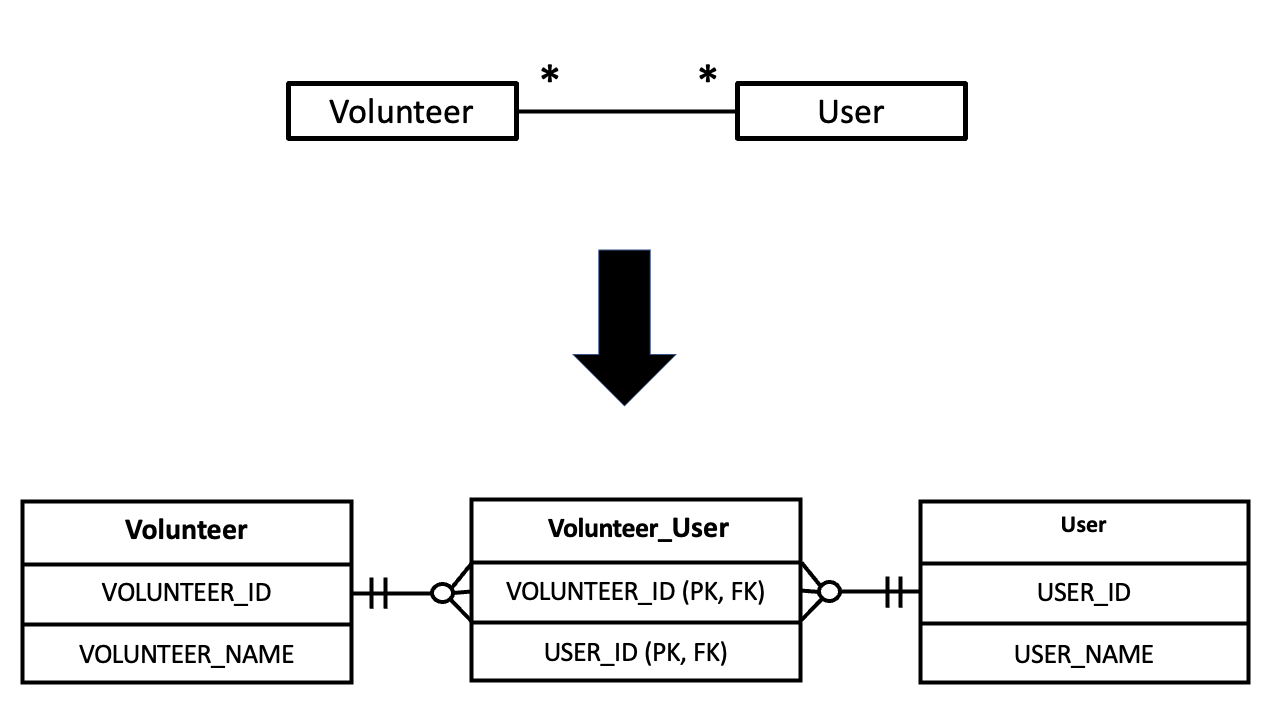 * *
Volunteer User
Volunteer Volunteer_User User
VOLUNTEER_ID VOLUNTEER_ID (PK, FK) USER_ID
VOLUNTEER_NAME USER_ID (PK, FK) USER_NAME